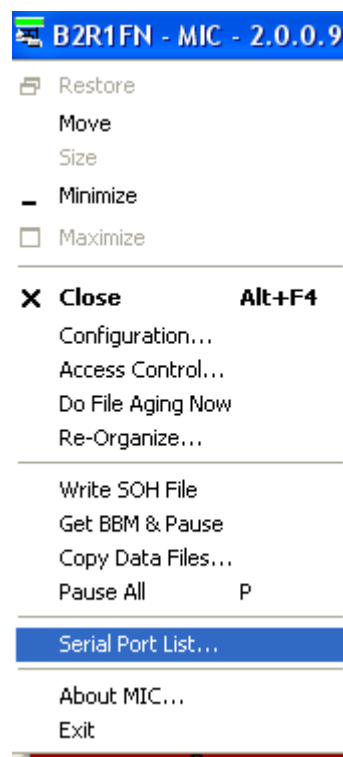 B2R1FN - MIC - 2.0.0.9
Restore
Move
Size
Minimize
Maximize
Close Alt+F4
Configuration...
Access Control...
Do File Aging Now
Re-Organize...
Write SOH File
Get BBM & Pause
Copy Data Files...
Pause All P
Serial Port List...
About MIC...
Exit